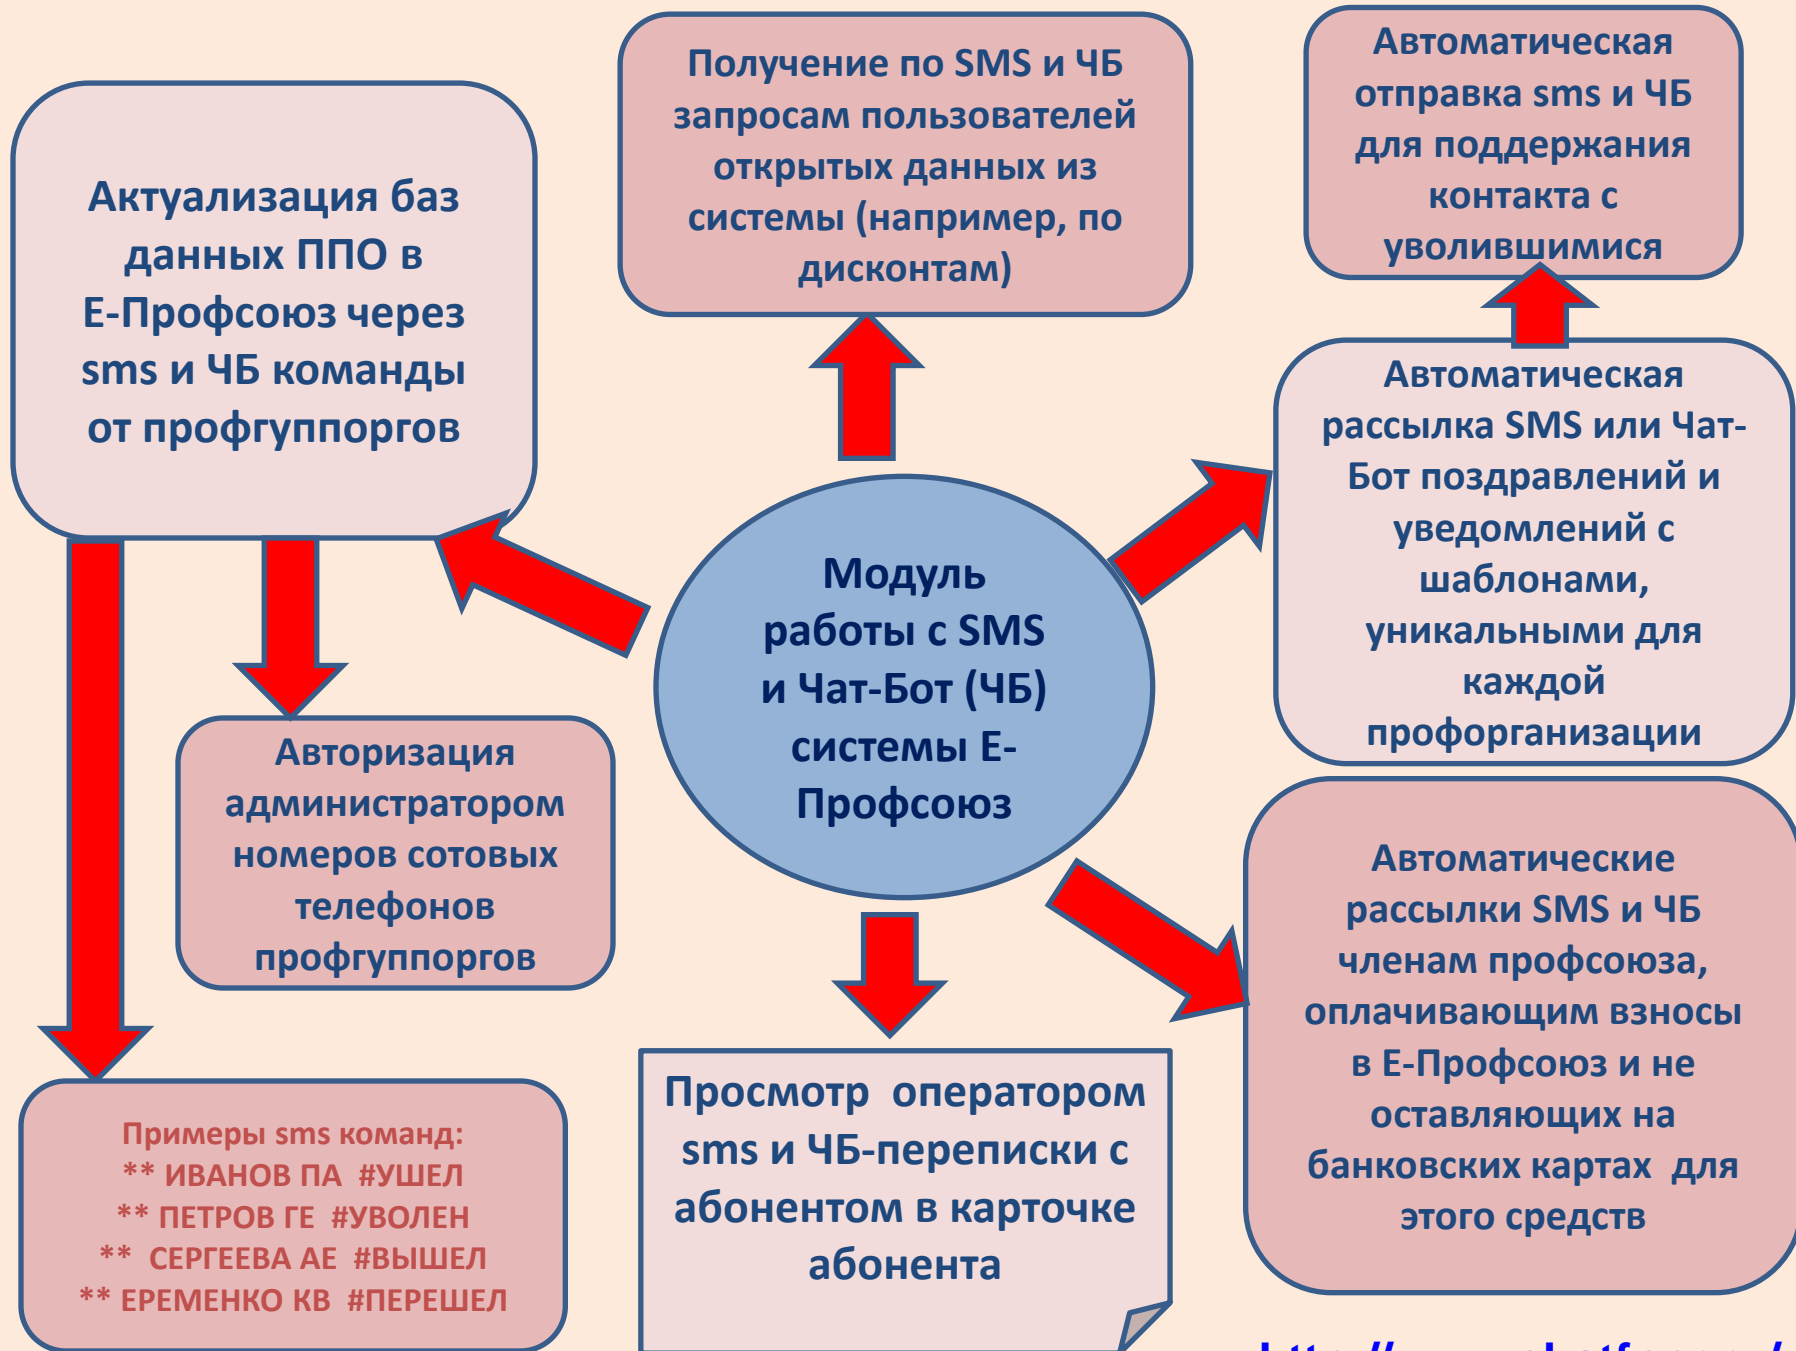 Актуализация баз
данных ППО в
Е-Профсоюз через
sms и ЧБ команды
от профгуппоргов
Получение по SMS и ЧБ
запросам пользователей
открытых данных из
системы (например, по
дисконтам)
Автоматическая
отправка sms и ЧБ
для поддержания
контакта с
уволившимися
Автоматическая
рассылка SMS или Чат-
Бот поздравлений и
уведомлений с
шаблонами,
уникальными для
каждой
профорганизации
Модуль
работы с SMS
и Чат-Бот (ЧБ)
системы Е-
Профсоюз
Авторизация
администратором
номеров сотовых
телефонов
профгуппоргов
Автоматические
рассылки SMS и ЧБ
членам профсоюза,
оплачивающим взносы
в Е-Профсоюз и не
оставляющих на
банковских картах для
этого средств
Примеры sms команд:
** ИВАНОВ ПА #УШЕЛ
** ПЕТРОВ ГЕ #УВОЛЕН
** СЕРГЕЕВА АЕ #ВЫШЕЛ
** ЕРЕМЕНКО КВ #ПЕРЕШЕЛ
Просмотр оператором
sms и ЧБ-переписки с
абонентом в карточке
абонента